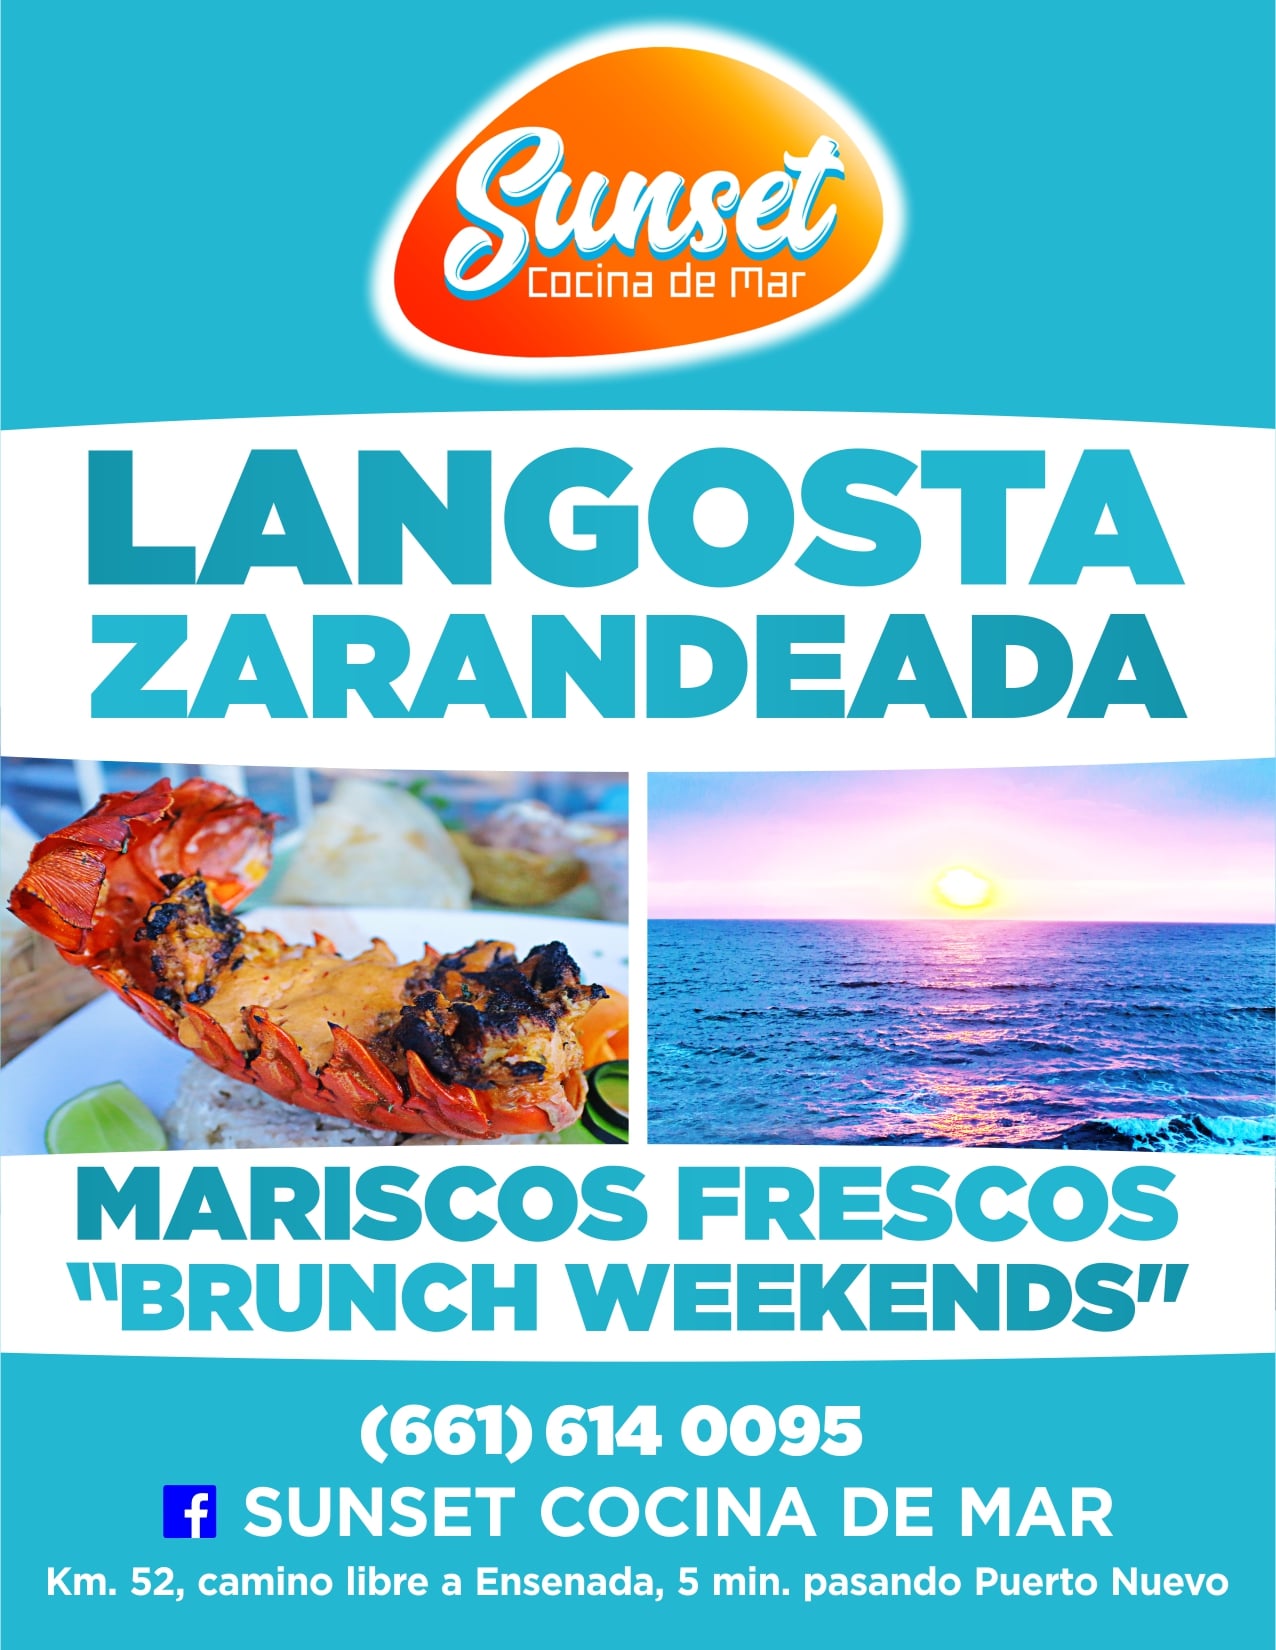 Sunset
Cocina de Mar
LANGOSTA
ZARANDEADA
MARISCOS FRESCOS
“BRUNCH WEEKENDS"
(661) 614 0095
f SUNSET COCINA DE MAR
Km. 52, camino libre a Ensenada, 5 min. pasando Puerto Nuevo